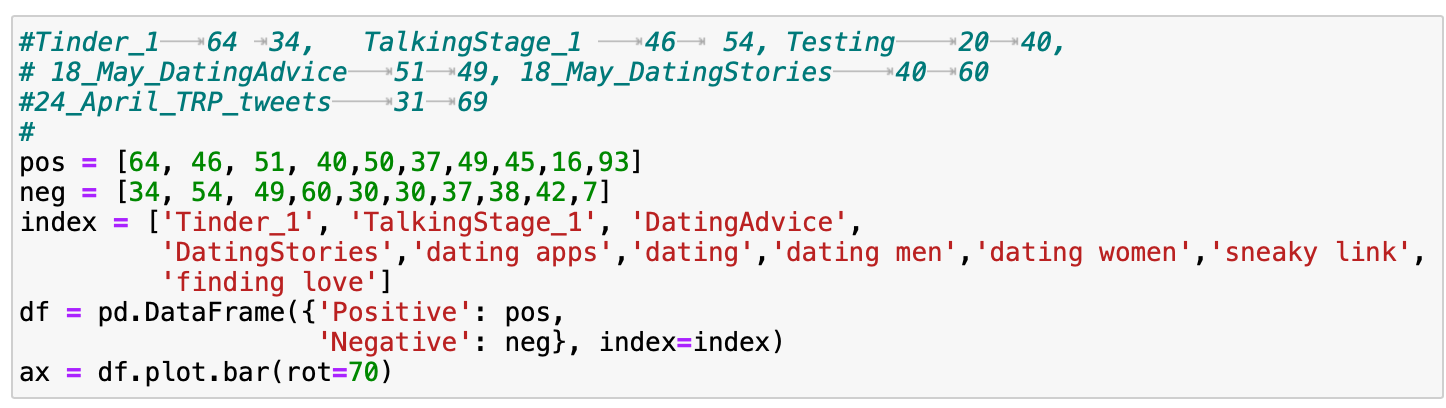 #Tinder_1	64	34,   TalkingStage_1	46	 54, Testing	20	40,
# 18_May_DatingAdvice	51	49, 18_May_DatingStories	40	60
#24_April_TRP_tweets	31	69
#
pos = [64, 46, 51, 40,50,37,49,45,16,93]
neg = [34, 54, 49,60,30,30,37,38,42,7]
index = ['Tinder_1', 'TalkingStage_1', 'DatingAdvice',
         'DatingStories','dating apps','dating','dating men','dating women','sneaky link',
         'finding love']
df = pd.DataFrame({'Positive': pos,
                   'Negative': neg}, index=index)
ax = df.plot.bar(rot=70)